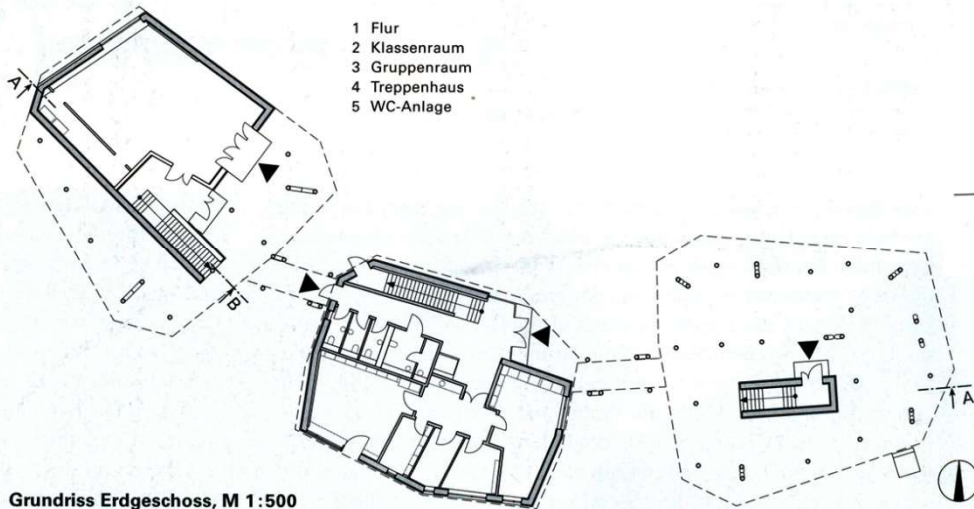 1 Flur
2 Klassenraum
3 Gruppenraum
4 Treppenhaus
5 WC-Anlage
A
B
A
Grundriss Erdgeschoss, M 1:500